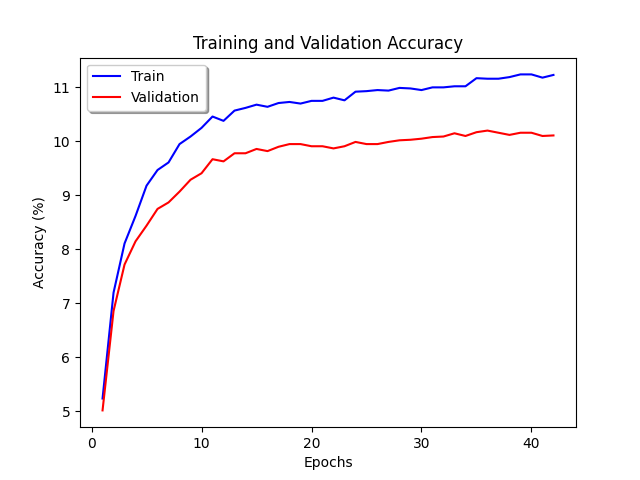 Training and Validation Accuracy
Train
Validation
11
10
9
8
7
6
5
Accuracy (%)
0 10 20 30 40
Epochs